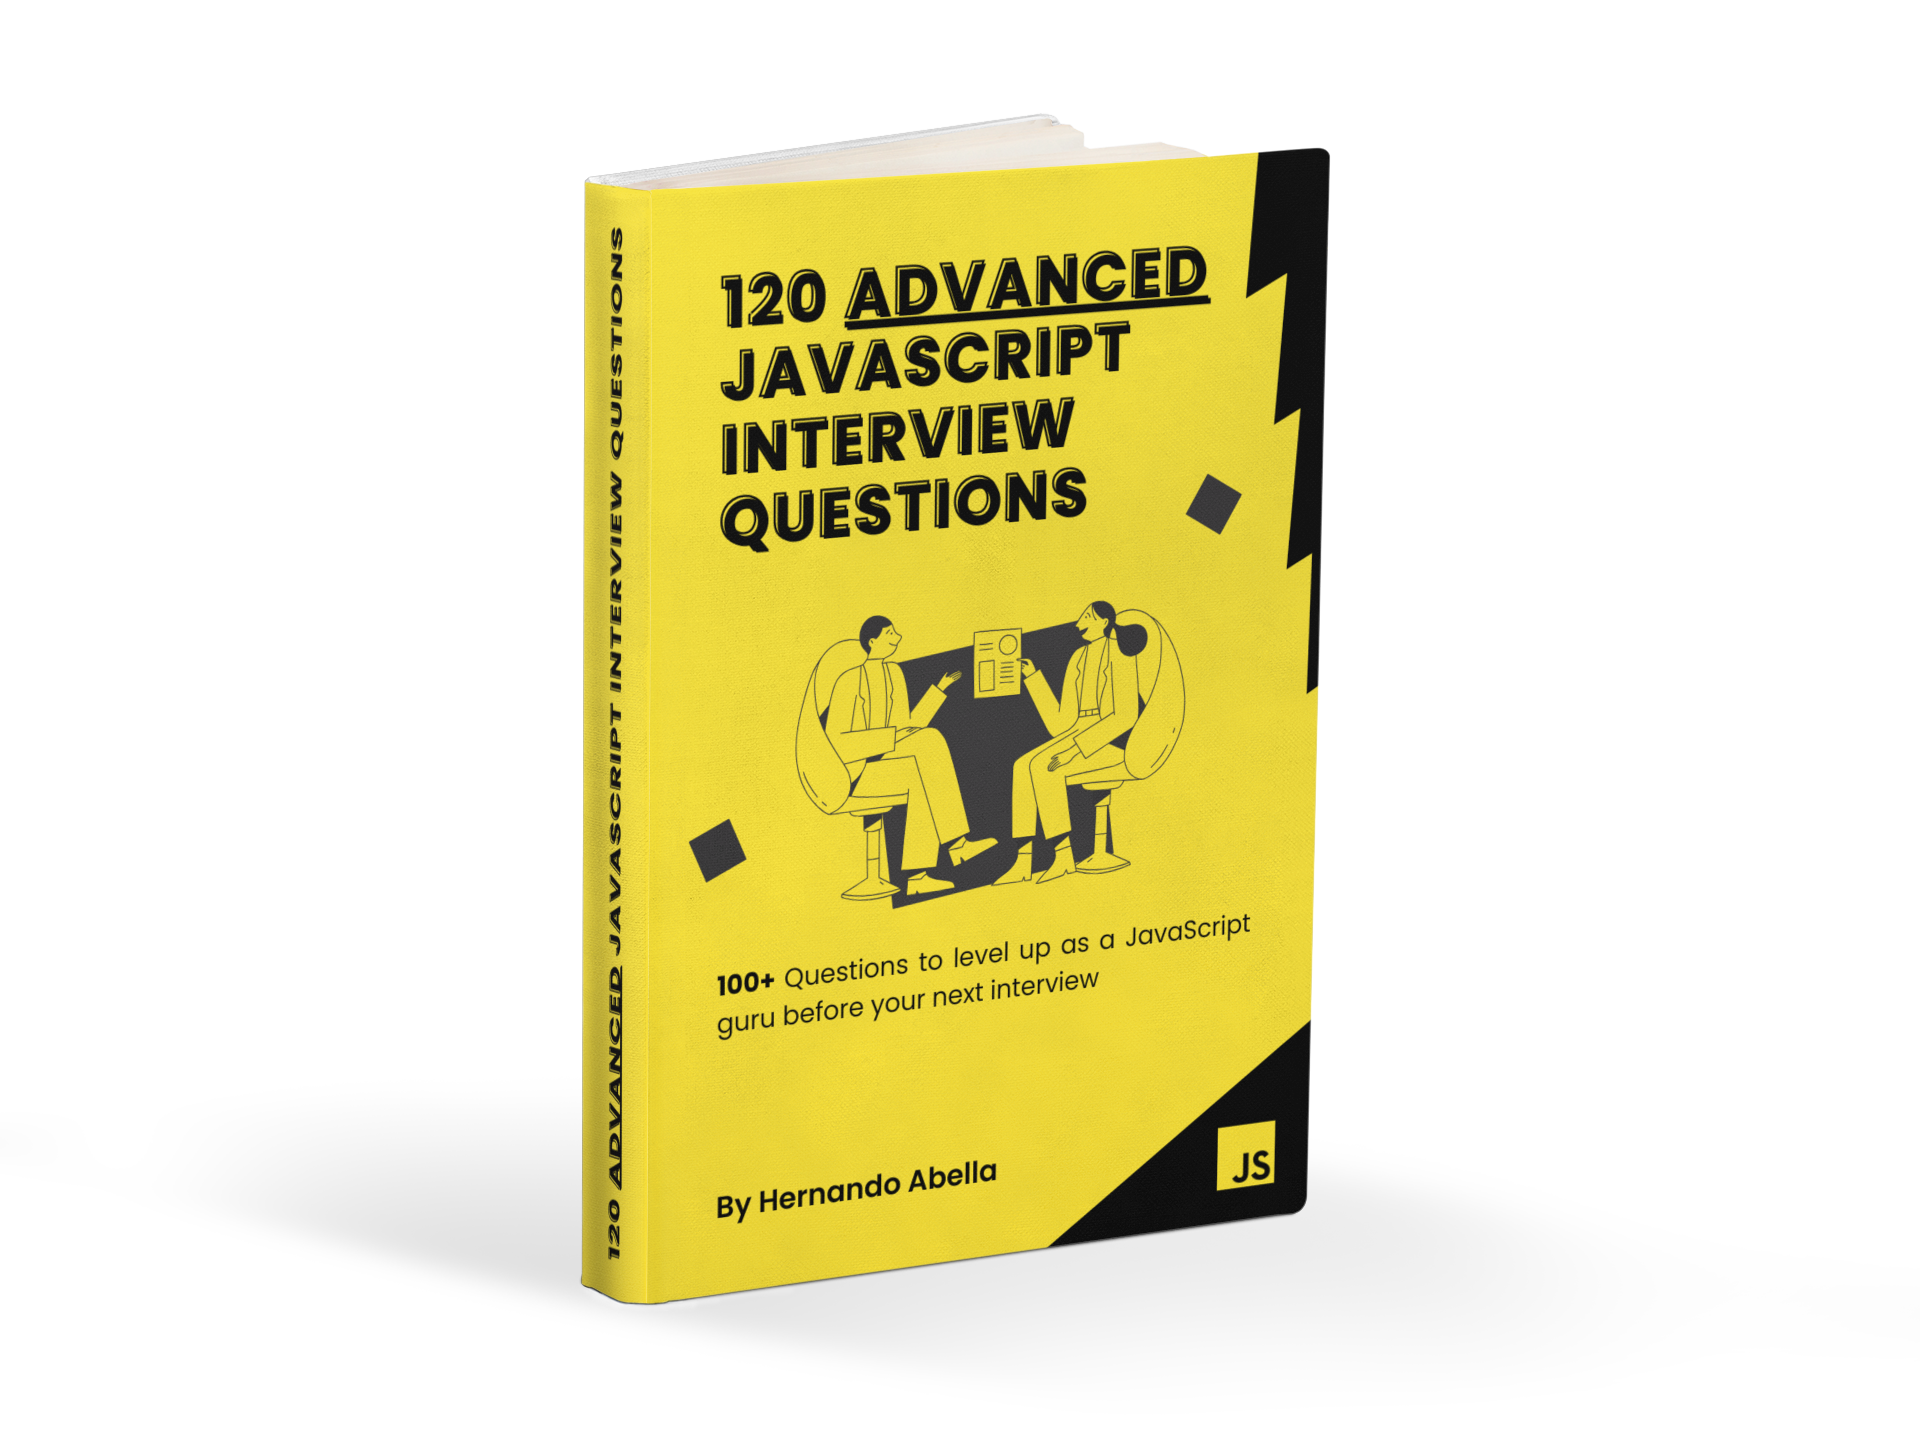 120 ADVANCED JAVASCRIPT INTERVIEW QUESTIONS
120 ADVANCED
JAVASCRIPT
INTERVIEW
QUESTIONS
100+ Questions to level up as a JavaScript
guru before your next interview
By Hernando Abella
JS